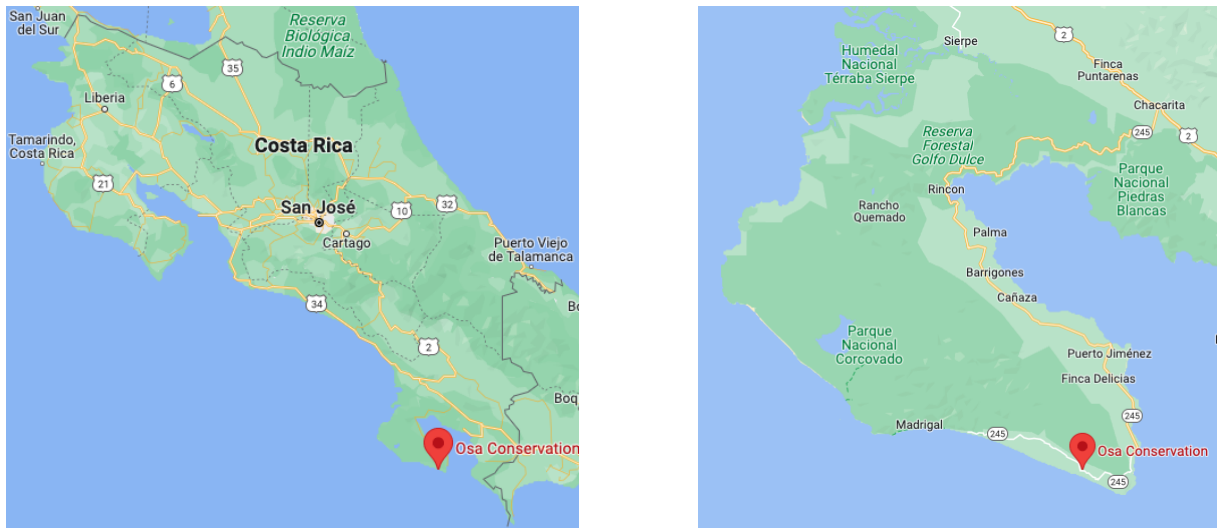 San Juan
del Sur
Reserva
Biológica
Indio Maíz
35
6
Liberia
Tamarindo,
Costa Rica
Costa Rica
21
San José
10
32
Cartago
Puerto Viejo
de Talamanca
34
2
Osa Conservation
2
Sierpe
Humedal
Nacional
Térraba Sierpe
Finca
Puntarenas
Chacarita
245
2
Reserva
Forestal
Golfo Dulce
Parque
Nacional
Piedras
Blancas
Rincon
Rancho
Quemado
Palma
Barrigones
Cañaza
Parque
Nacional
Corcovado
Puerto Jiménez
Finca Delicias
245
Madrigal
245
Osa Conservation
245